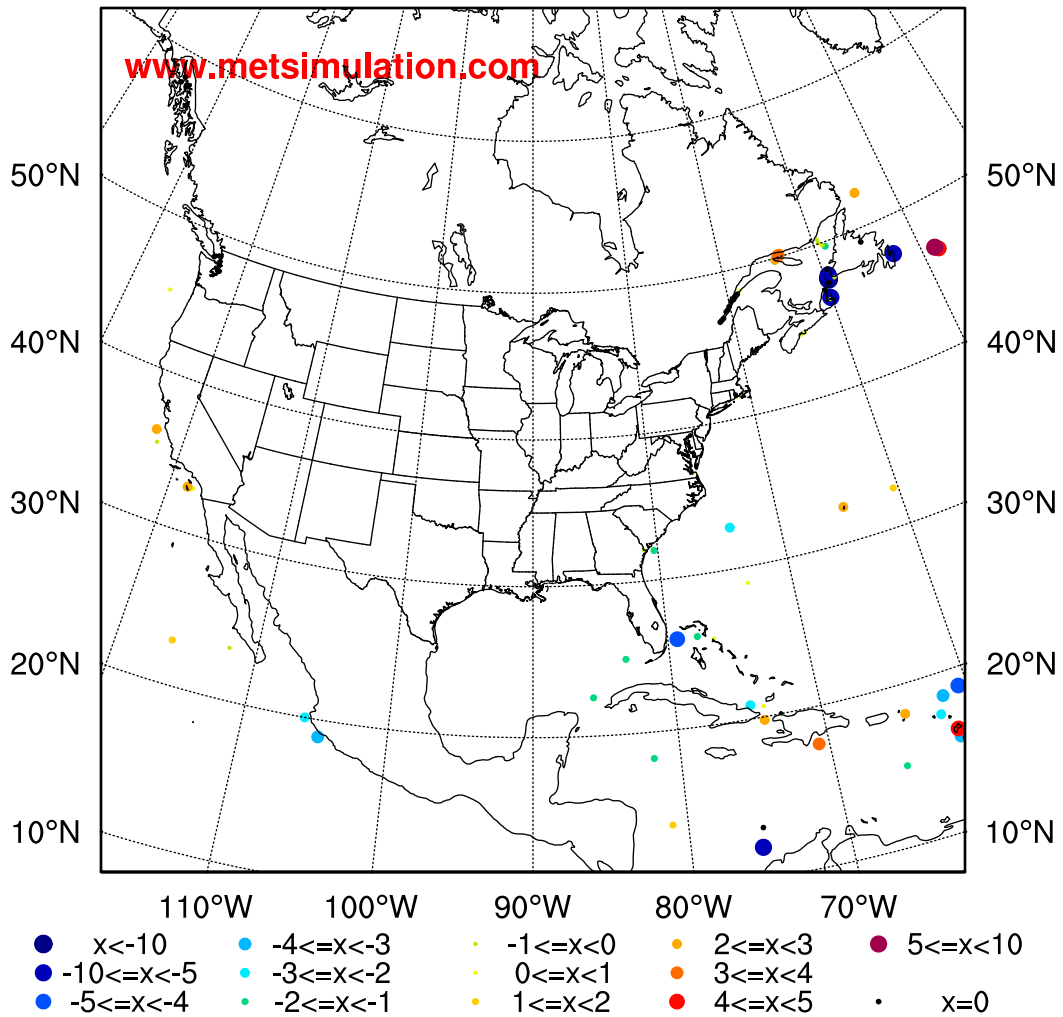 www.metsimulation.com
50°N 50°N
40°N 40°N
30°N 30°N
20°N 20°N
10°N 10°N
110°W 100°W 90°W 80°W 70°W
x<-10 -4<=x<-3 -1<=x<0 2<=x<3 5<=x<10
-10<=x<-5 -3<=x<-2 0<=x<1 3<=x<4
-5<=x<-4 -2<=x<-1 1<=x<2 4<=x<5 x=0